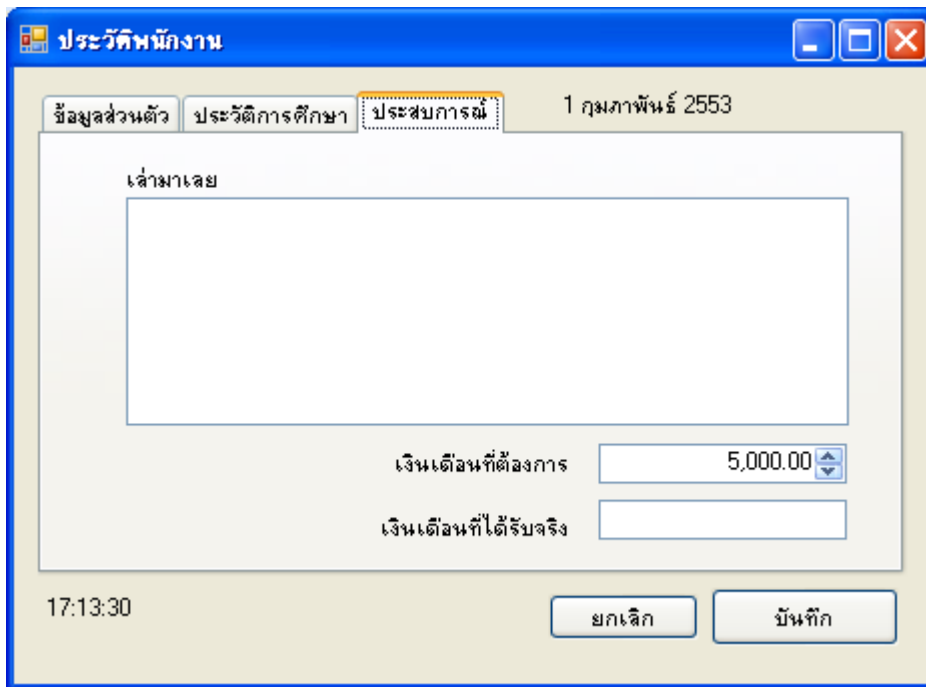 ประวัติพนักงาน
ข้อมูลส่วนตัว ประวัติการศึกษา ประสบการณ์ 1 กุมภาพันธ์ 2553
เล่ามาเลย
เงินเดือนที่ต้องการ 5,000.00
เงินเดือนที่ได้รับจริง
17:13:30 ยกเลิก บันทึก